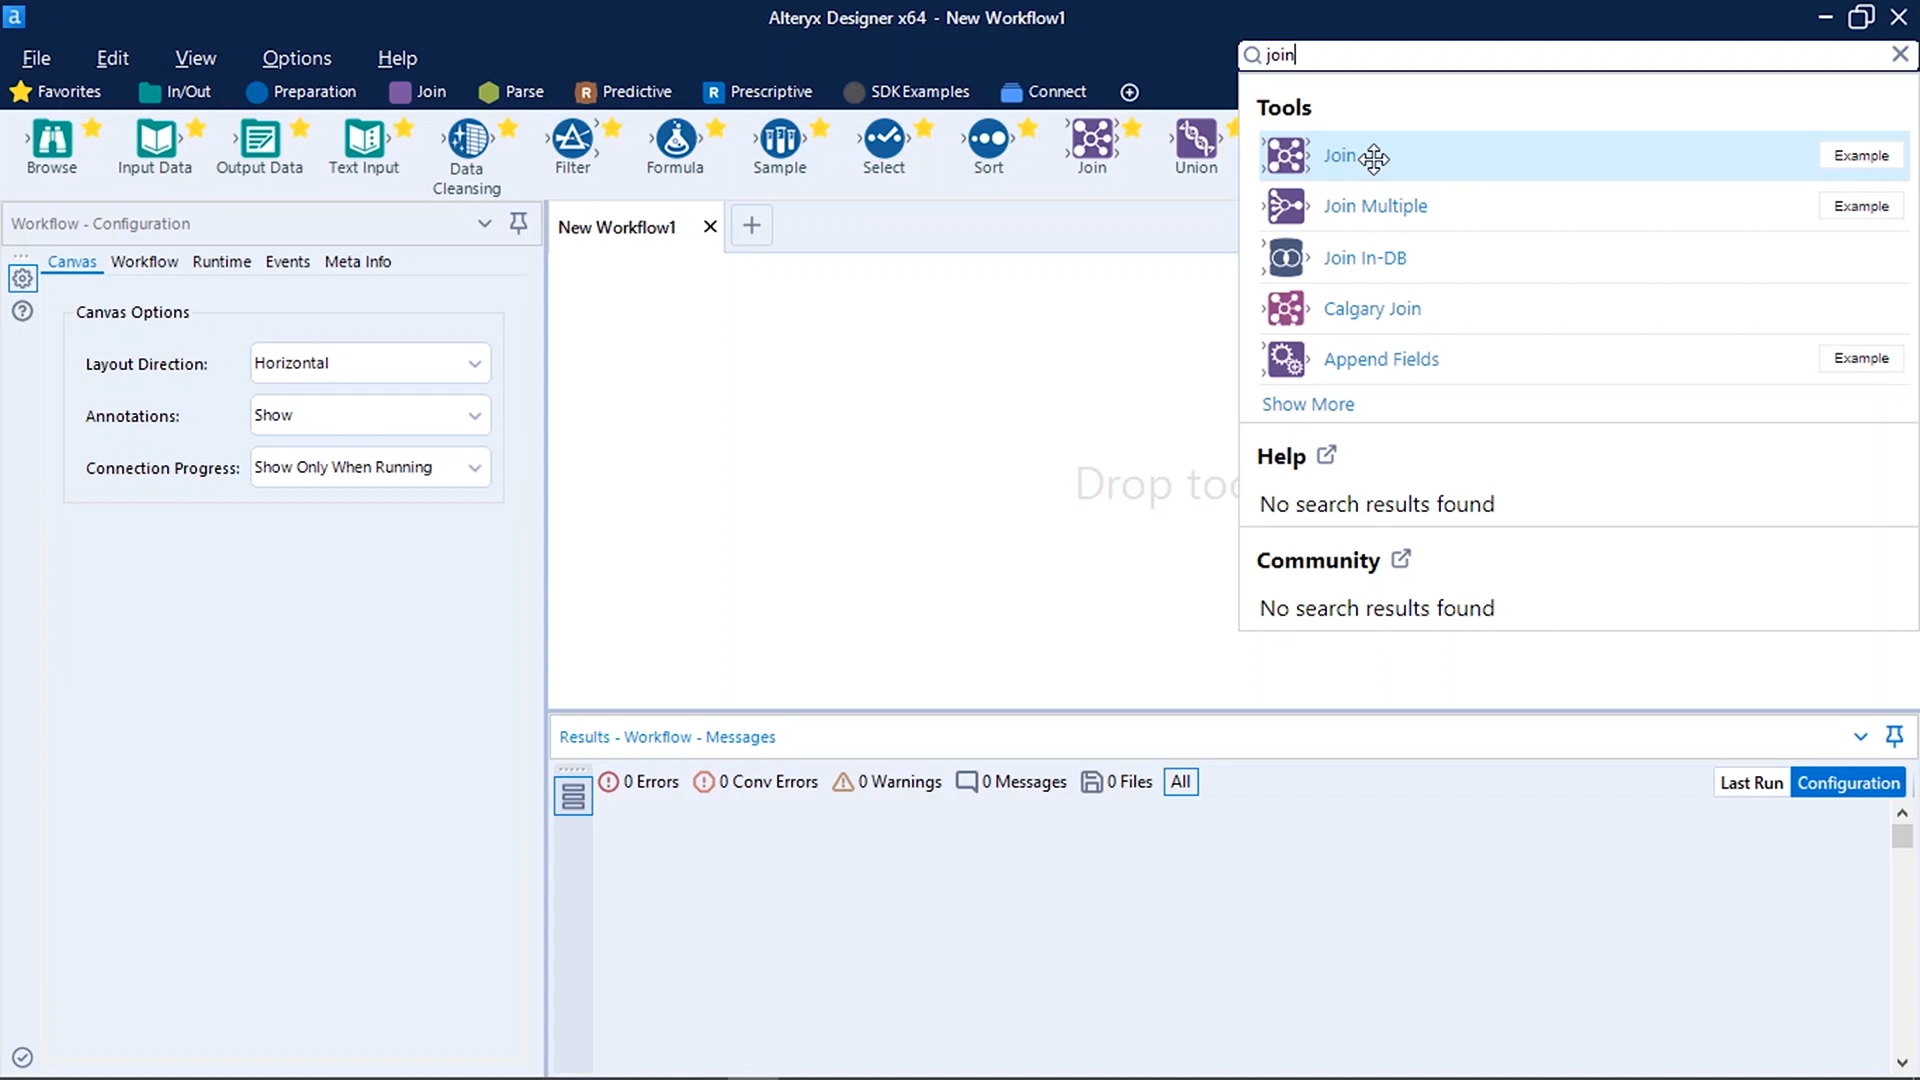 Alteryx Designer x64 - New Workflow1
File Edit View Options Help
join
Favorites In/Out Preparation Join Parse Predictive Prescriptive SDK Examples Connect
Browse Input Data Output Data Text Input Data Cleansing Filter Formula Sample Select Sort Join Union
Tools
Join Example
Join Multiple Example
Join In-DB
Calgary Join
Append Fields Example
Show More
Help
No search results found
Community
No search results found
Workflow - Configuration
Canvas Workflow Runtime Events Meta Info
Canvas Options
Layout Direction: Horizontal
Annotations: Show
Connection Progress: Show Only When Running
New Workflow1
Drop
Results - Workflow - Messages
0 Errors 0 Conv Errors 0 Warnings 0 Messages 0 Files All
Last Run Configuration